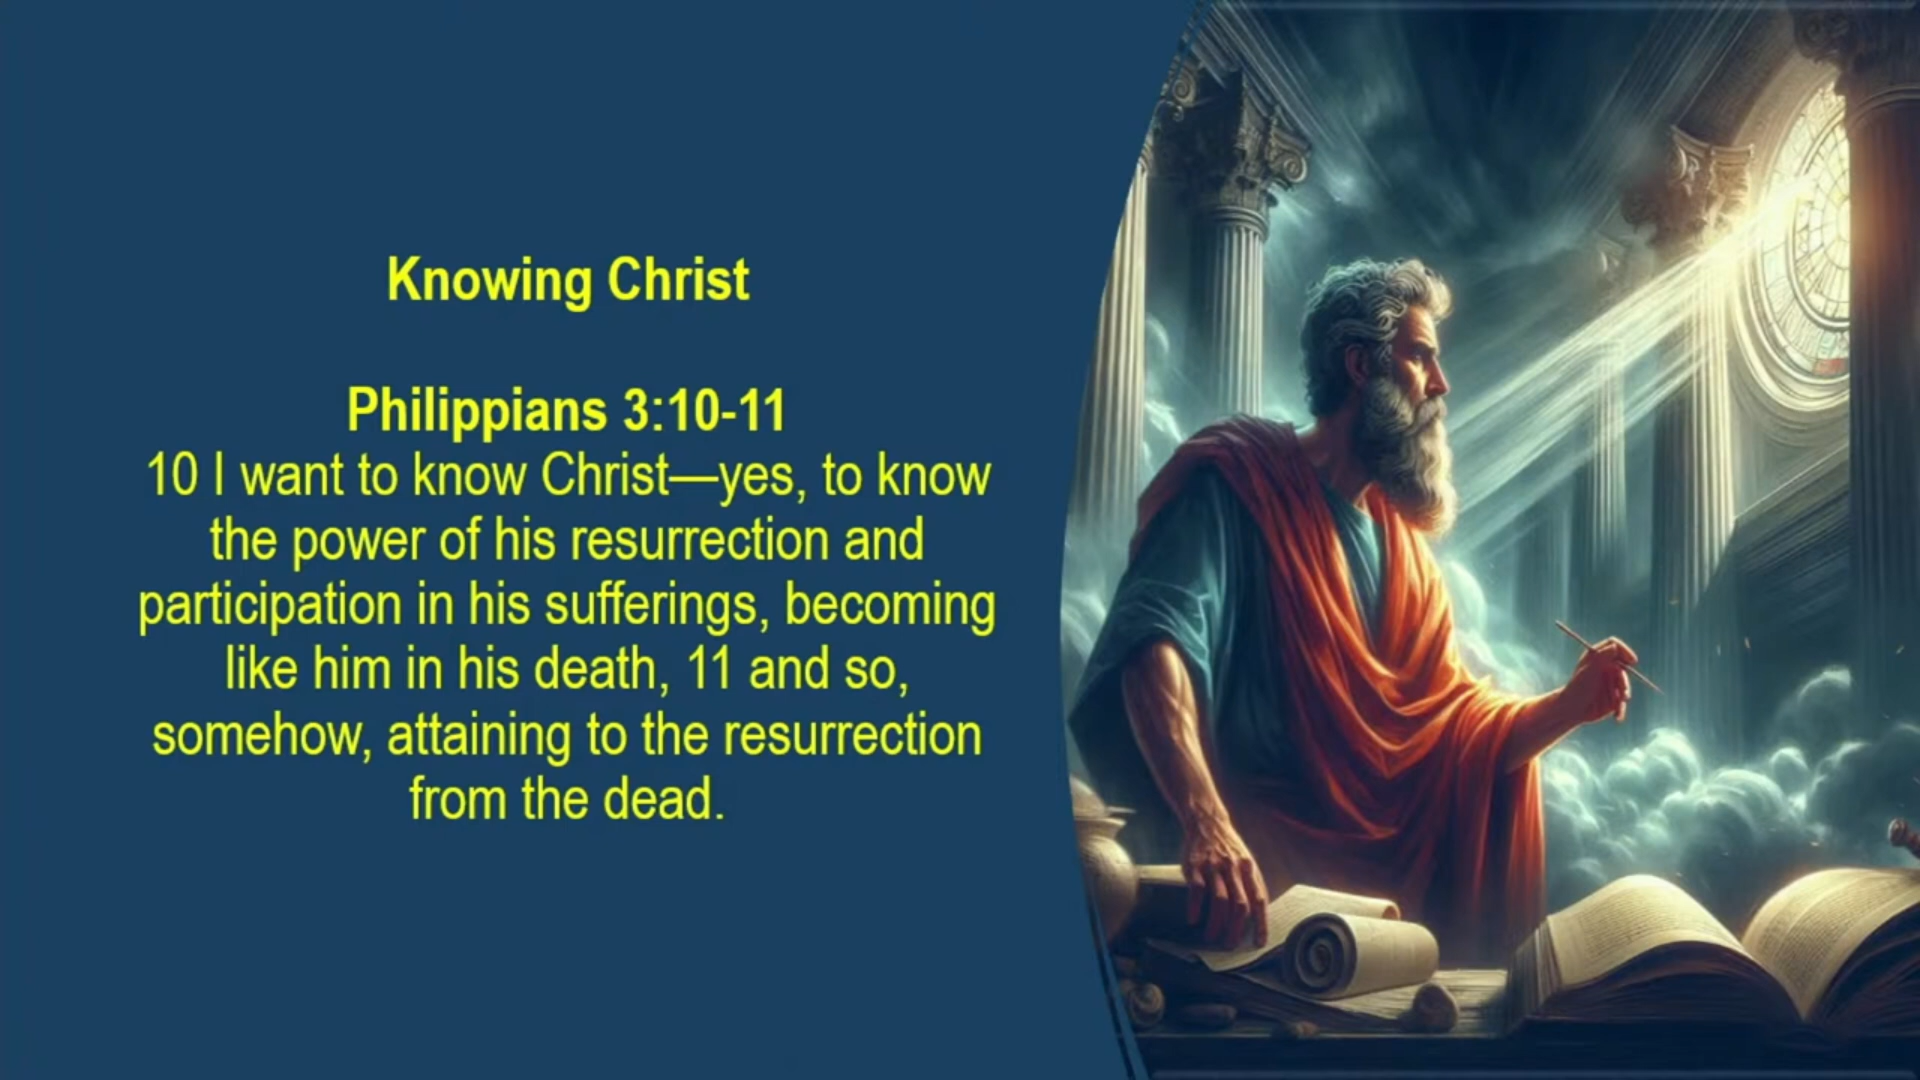 Knowing Christ
Philippians 3:10-11
10 I want to know Christ—yes, to know
the power of his resurrection and
participation in his sufferings, becoming
like him in his death, 11 and so,
somehow, attaining to the resurrection
from the dead.